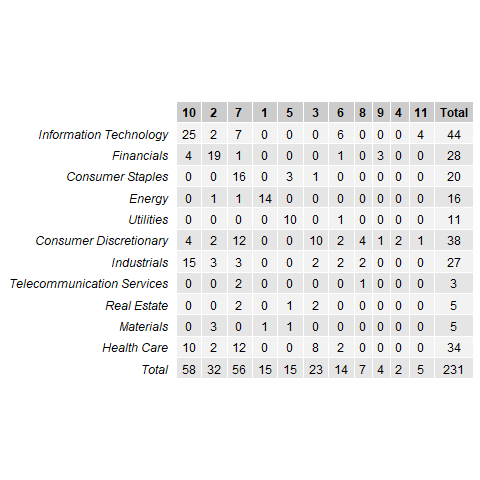 10 2 7 1 5 3 6 8 9 4 11 Total
Information Technology 25 2 7 0 0 0 6 0 0 0 4 44
Financials 4 19 1 0 0 0 1 0 3 0 0 28
Consumer Staples 0 0 16 0 3 1 0 0 0 0 0 20
Energy 0 1 1 14 0 0 0 0 0 0 0 16
Utilities 0 0 0 0 10 0 1 0 0 0 0 11
Consumer Discretionary 4 2 12 0 0 10 2 4 1 2 1 38
Industrials 15 3 3 0 0 2 2 2 0 0 0 27
Telecommunication Services 0 0 2 0 0 0 0 1 0 0 0 3
Real Estate 0 0 2 0 1 2 0 0 0 0 0 5
Materials 0 3 0 1 1 0 0 0 0 0 0 5
Health Care 10 2 12 0 0 8 2 0 0 0 0 34
Total 58 32 56 15 15 23 14 7 4 2 5 231